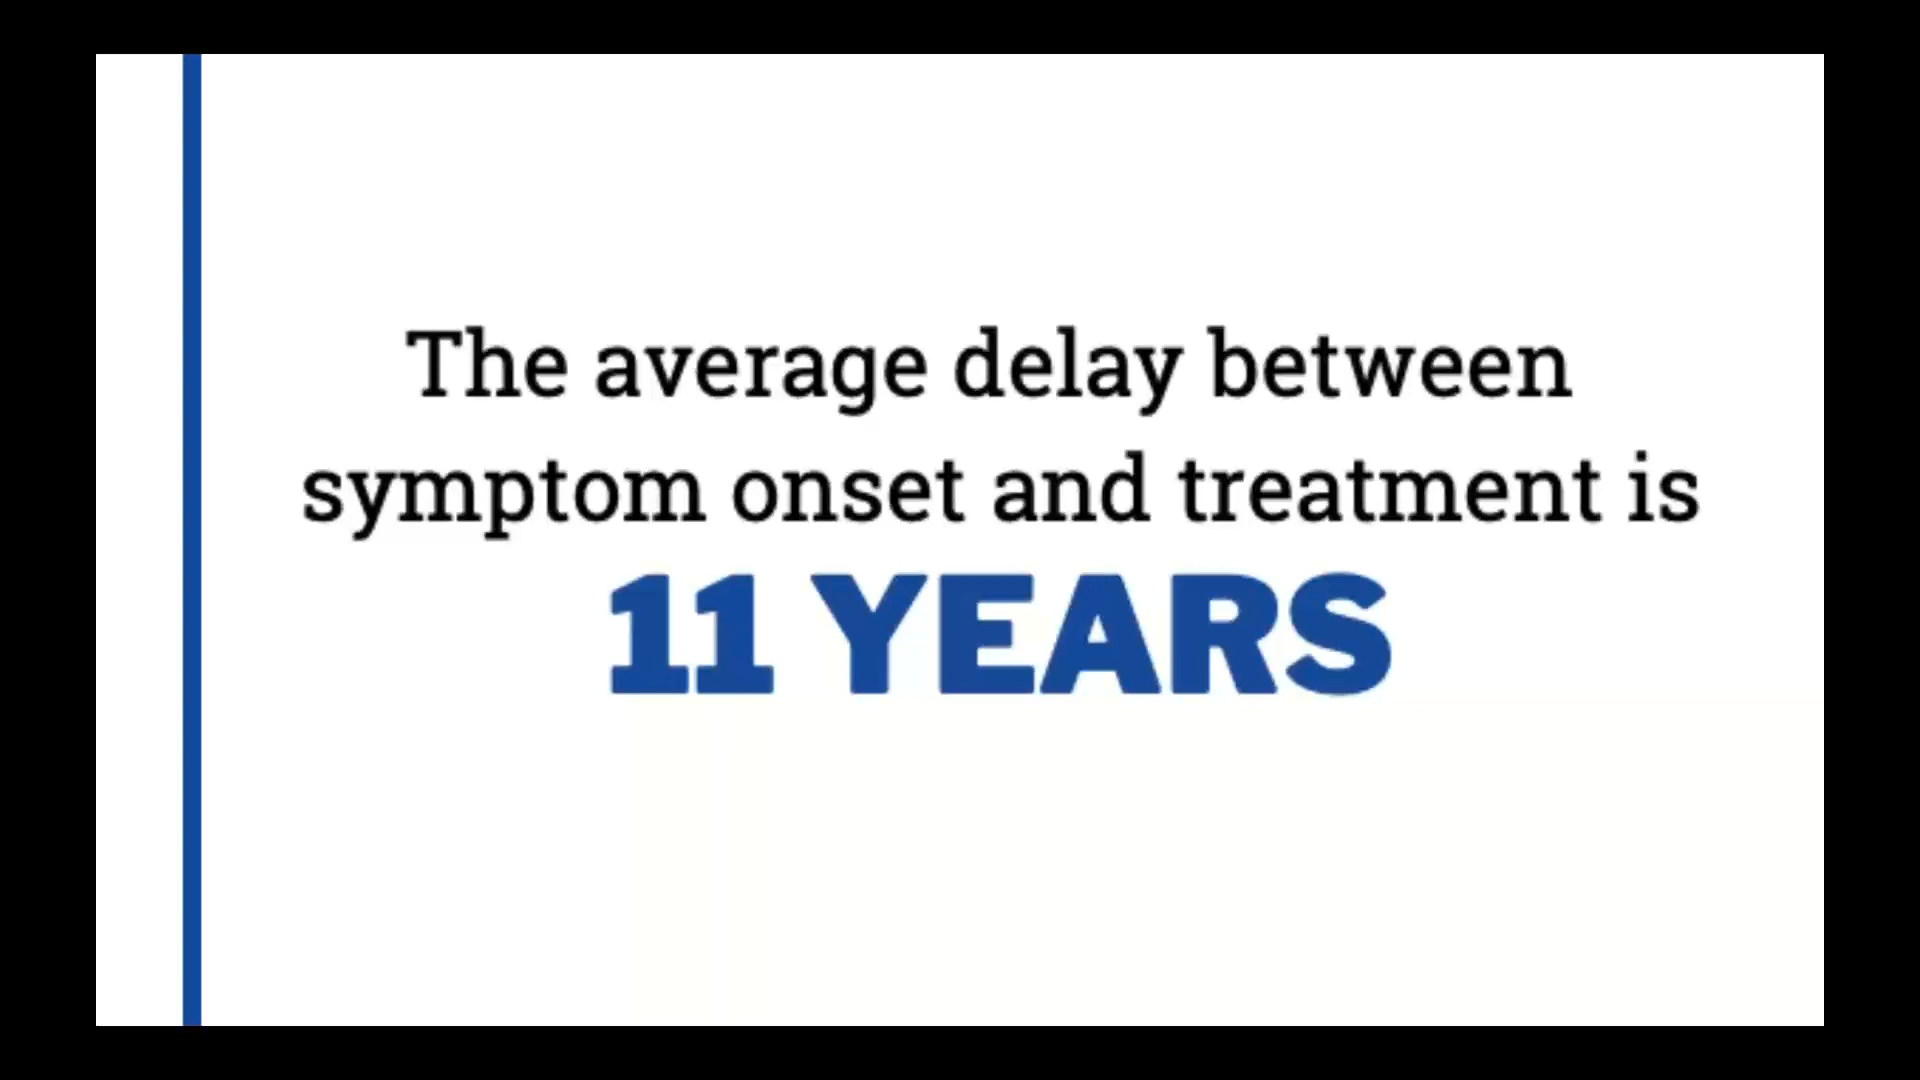 The average delay between
symptom onset and treatment is
11 YEARS